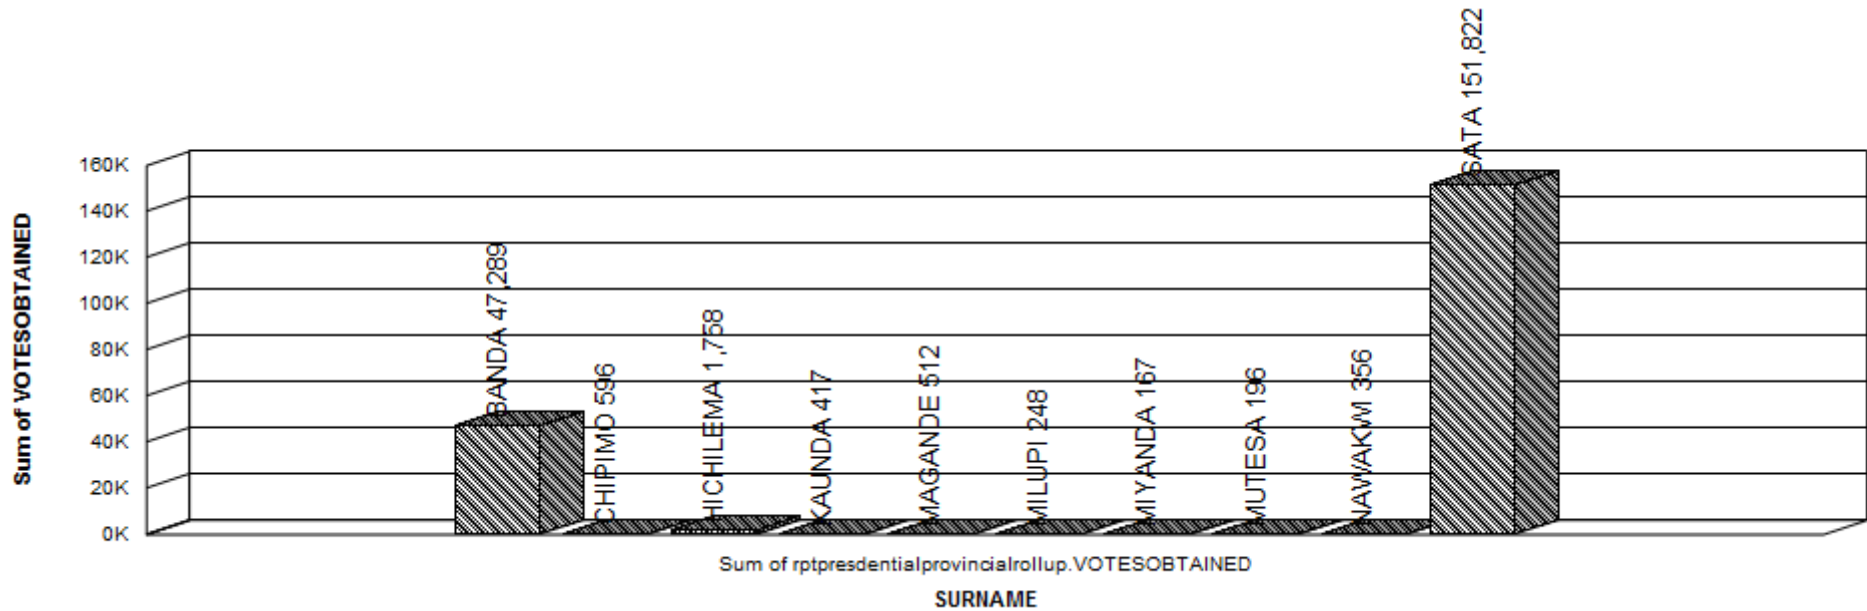 Sum of VOTESOBTAINED
160K
140K
120K
100K
80K
60K
40K
20K
0K
BANDA 47,289
CHIPIMO 596
HICHILEMA 1,758
KAUNDA 417
MAGANDE 512
MILUPI 248
MIYANDA 167
MUTESA 196
NAWAKWI 356
SATA 151,822
Sum of rptpresdentialprovincialrollup.VOTESOBTAINED
SURNAME